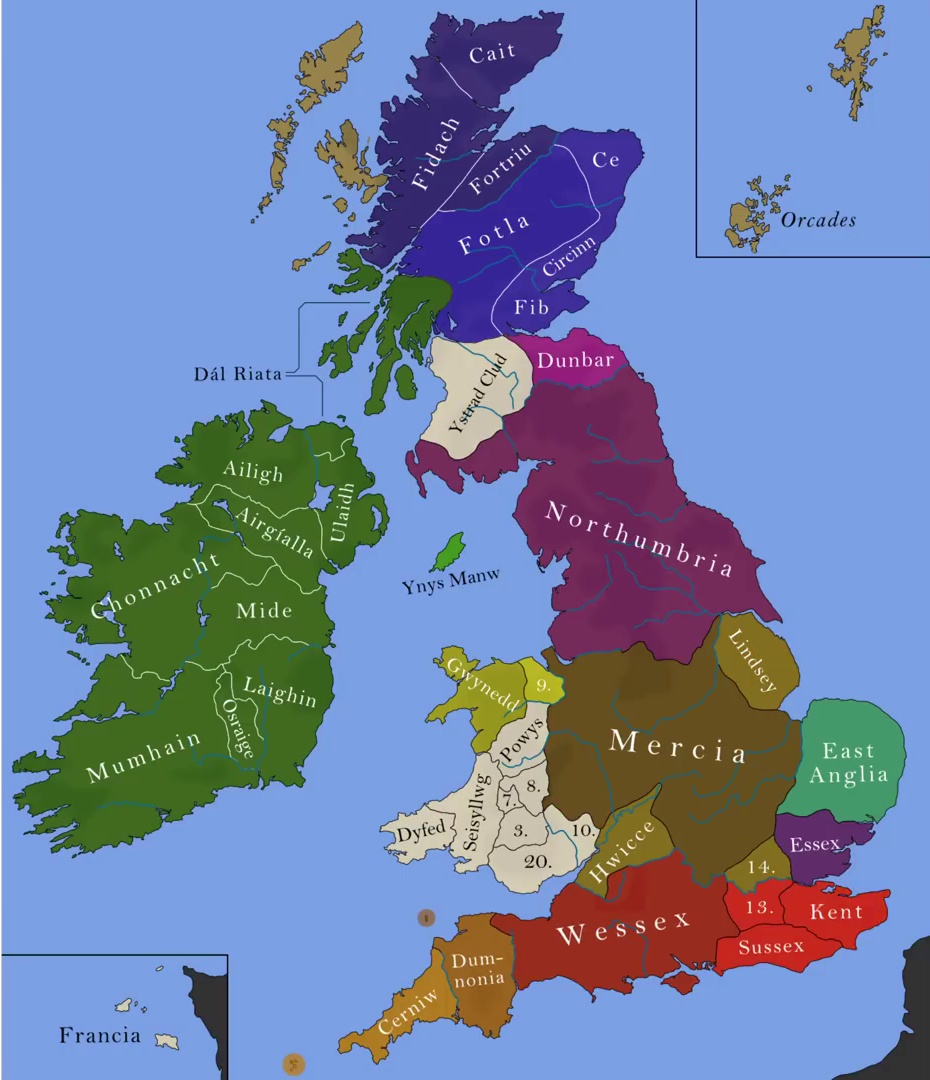 Cait
Fidach
Fortriu
Ce
Orcades
Fotla
Circinn
Fib
Dunbar
Dál Riata
Ystrad Clud
Ailigh
Ulaidh
Airgíalla
Northumbria
Chonnacht
Ynys Manw
Mide
Lindsey
Gwynedd
9.
Laighin
Osraige
Powys
Mercia
Mumhain
East
Anglia
8.
7.
Seisyllwg
Dyfed
3.
10.
Essex
Hwicce
20.
14.
13.
Kent
Wessex
Sussex
Dum-
nonia
Cerniw
Francia